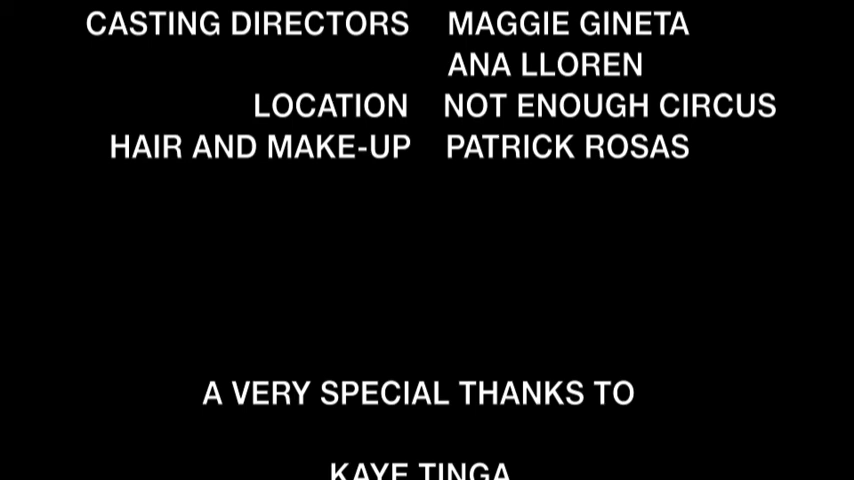 CASTING DIRECTORS MAGGIE GINETA
ANA LLOREN
LOCATION NOT ENOUGH CIRCUS
HAIR AND MAKE-UP PATRICK ROSAS
A VERY SPECIAL THANKS TO
KAYE TINGA